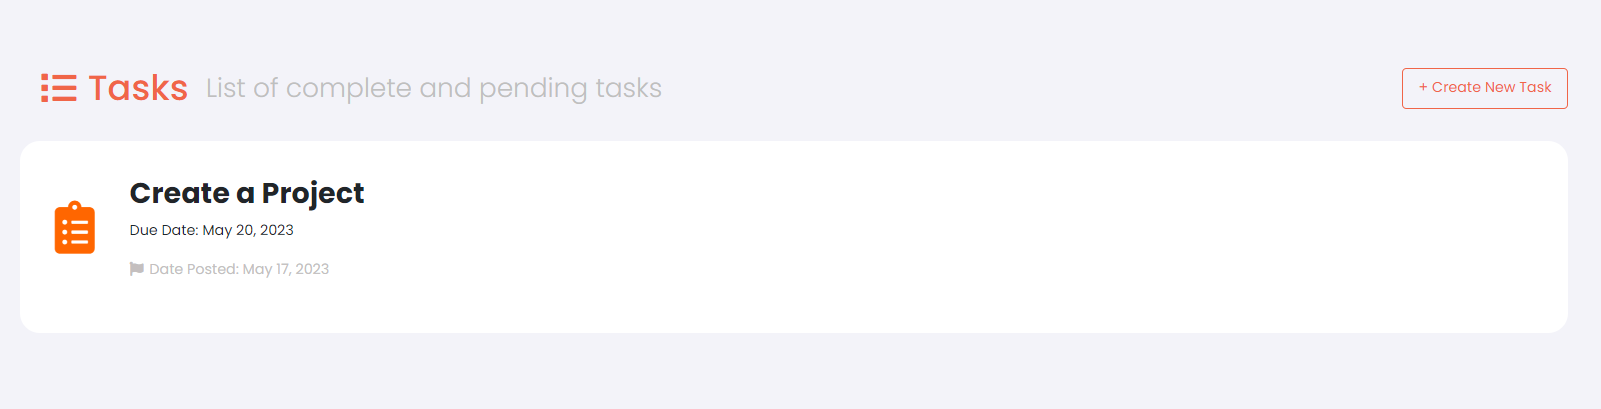 Tasks List of complete and pending tasks
+ Create New Task
Create a Project
Due Date: May 20, 2023
Date Posted: May 17, 2023